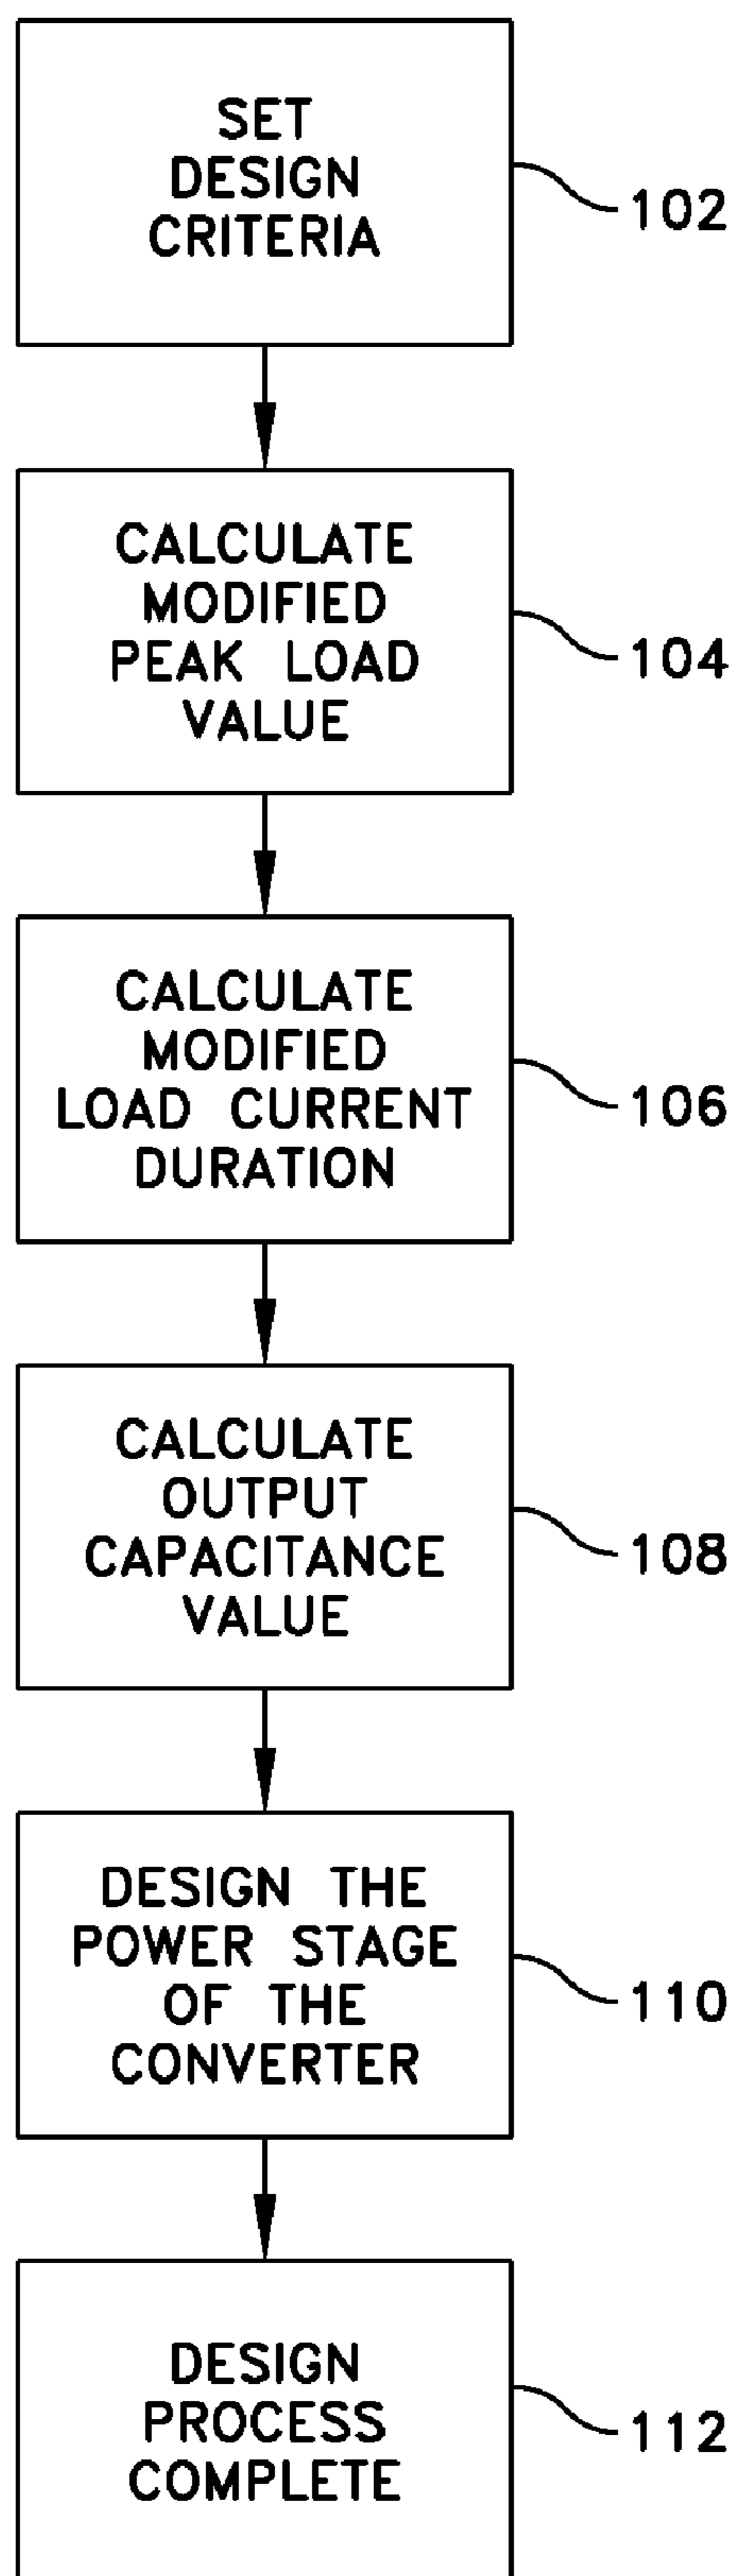 SET
DESIGN
CRITERIA
102
CALCULATE
MODIFIED
PEAK LOAD
VALUE
104
CALCULATE
MODIFIED
LOAD CURRENT
DURATION
106
CALCULATE
OUTPUT
CAPACITANCE
VALUE
108
DESIGN THE
POWER STAGE
OF THE
CONVERTER
110
DESIGN
PROCESS
COMPLETE
112